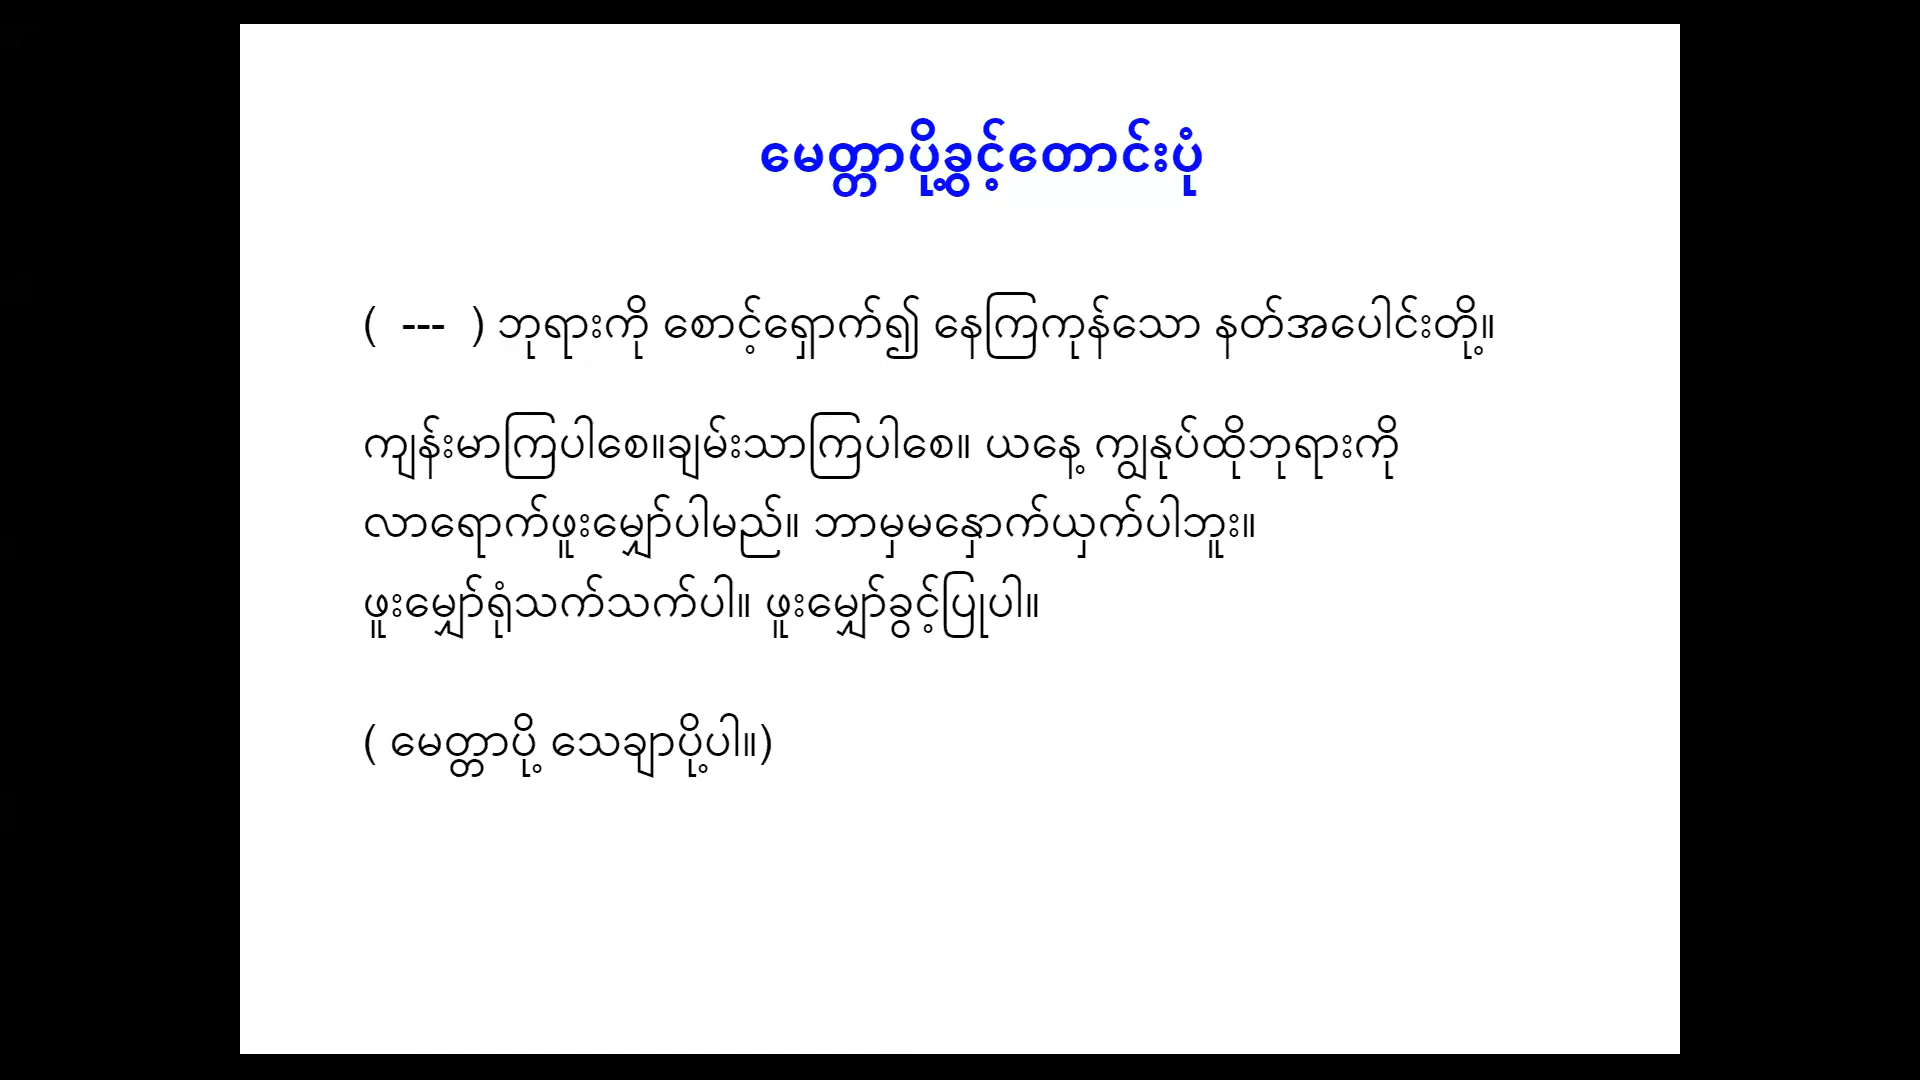 မေတ္တာပို့ခွင့်တောင်းပုံ
( --- ) ဘုရားကို စောင့်ရှောက်၍ နေကြကုန်သော နတ်အပေါင်းတို့။
ကျန်းမာကြပါစေ။ချမ်းသာကြပါစေ။ ယနေ့ ကျွနုပ်ထိုဘုရားကို
လာရောက်ဖူးမျှော်ပါမည်။ ဘာမှမနှောက်ယှက်ပါဘူး။
ဖူးမျှော်ရုံသက်သက်ပါ။ ဖူးမျှော်ခွင့်ပြုပါ။
( မေတ္တာပို့ သေချာပို့ပါ။)